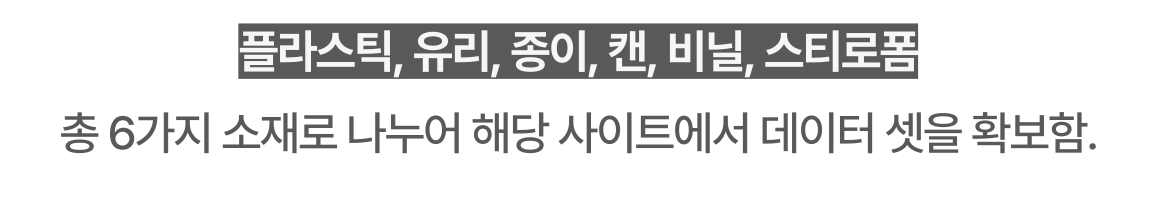 플라스틱, 유리, 종이, 캔, 비닐, 스티로폼
총 6가지 소재로 나누어 해당 사이트에서 데이터 셋을 확보함.